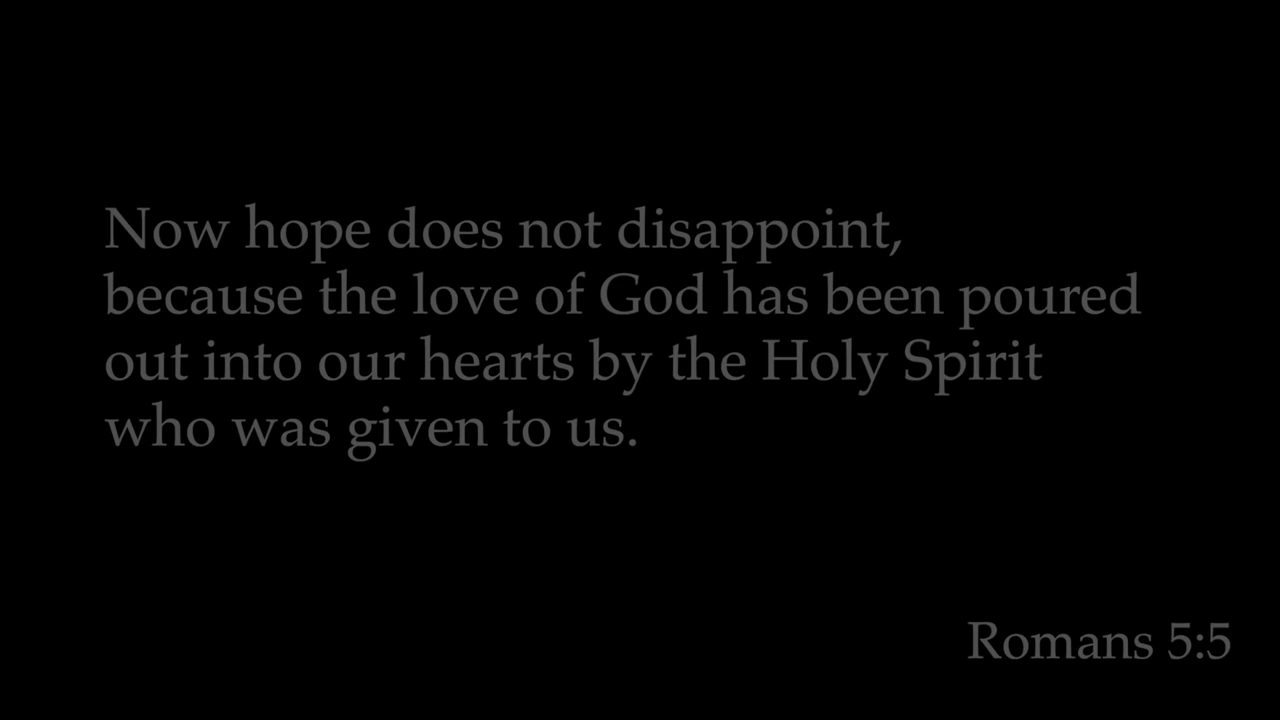 Now hope does not disappoint,
because the love of God has been poured
out into our hearts by the Holy Spirit
who was given to us.
Romans 5:5